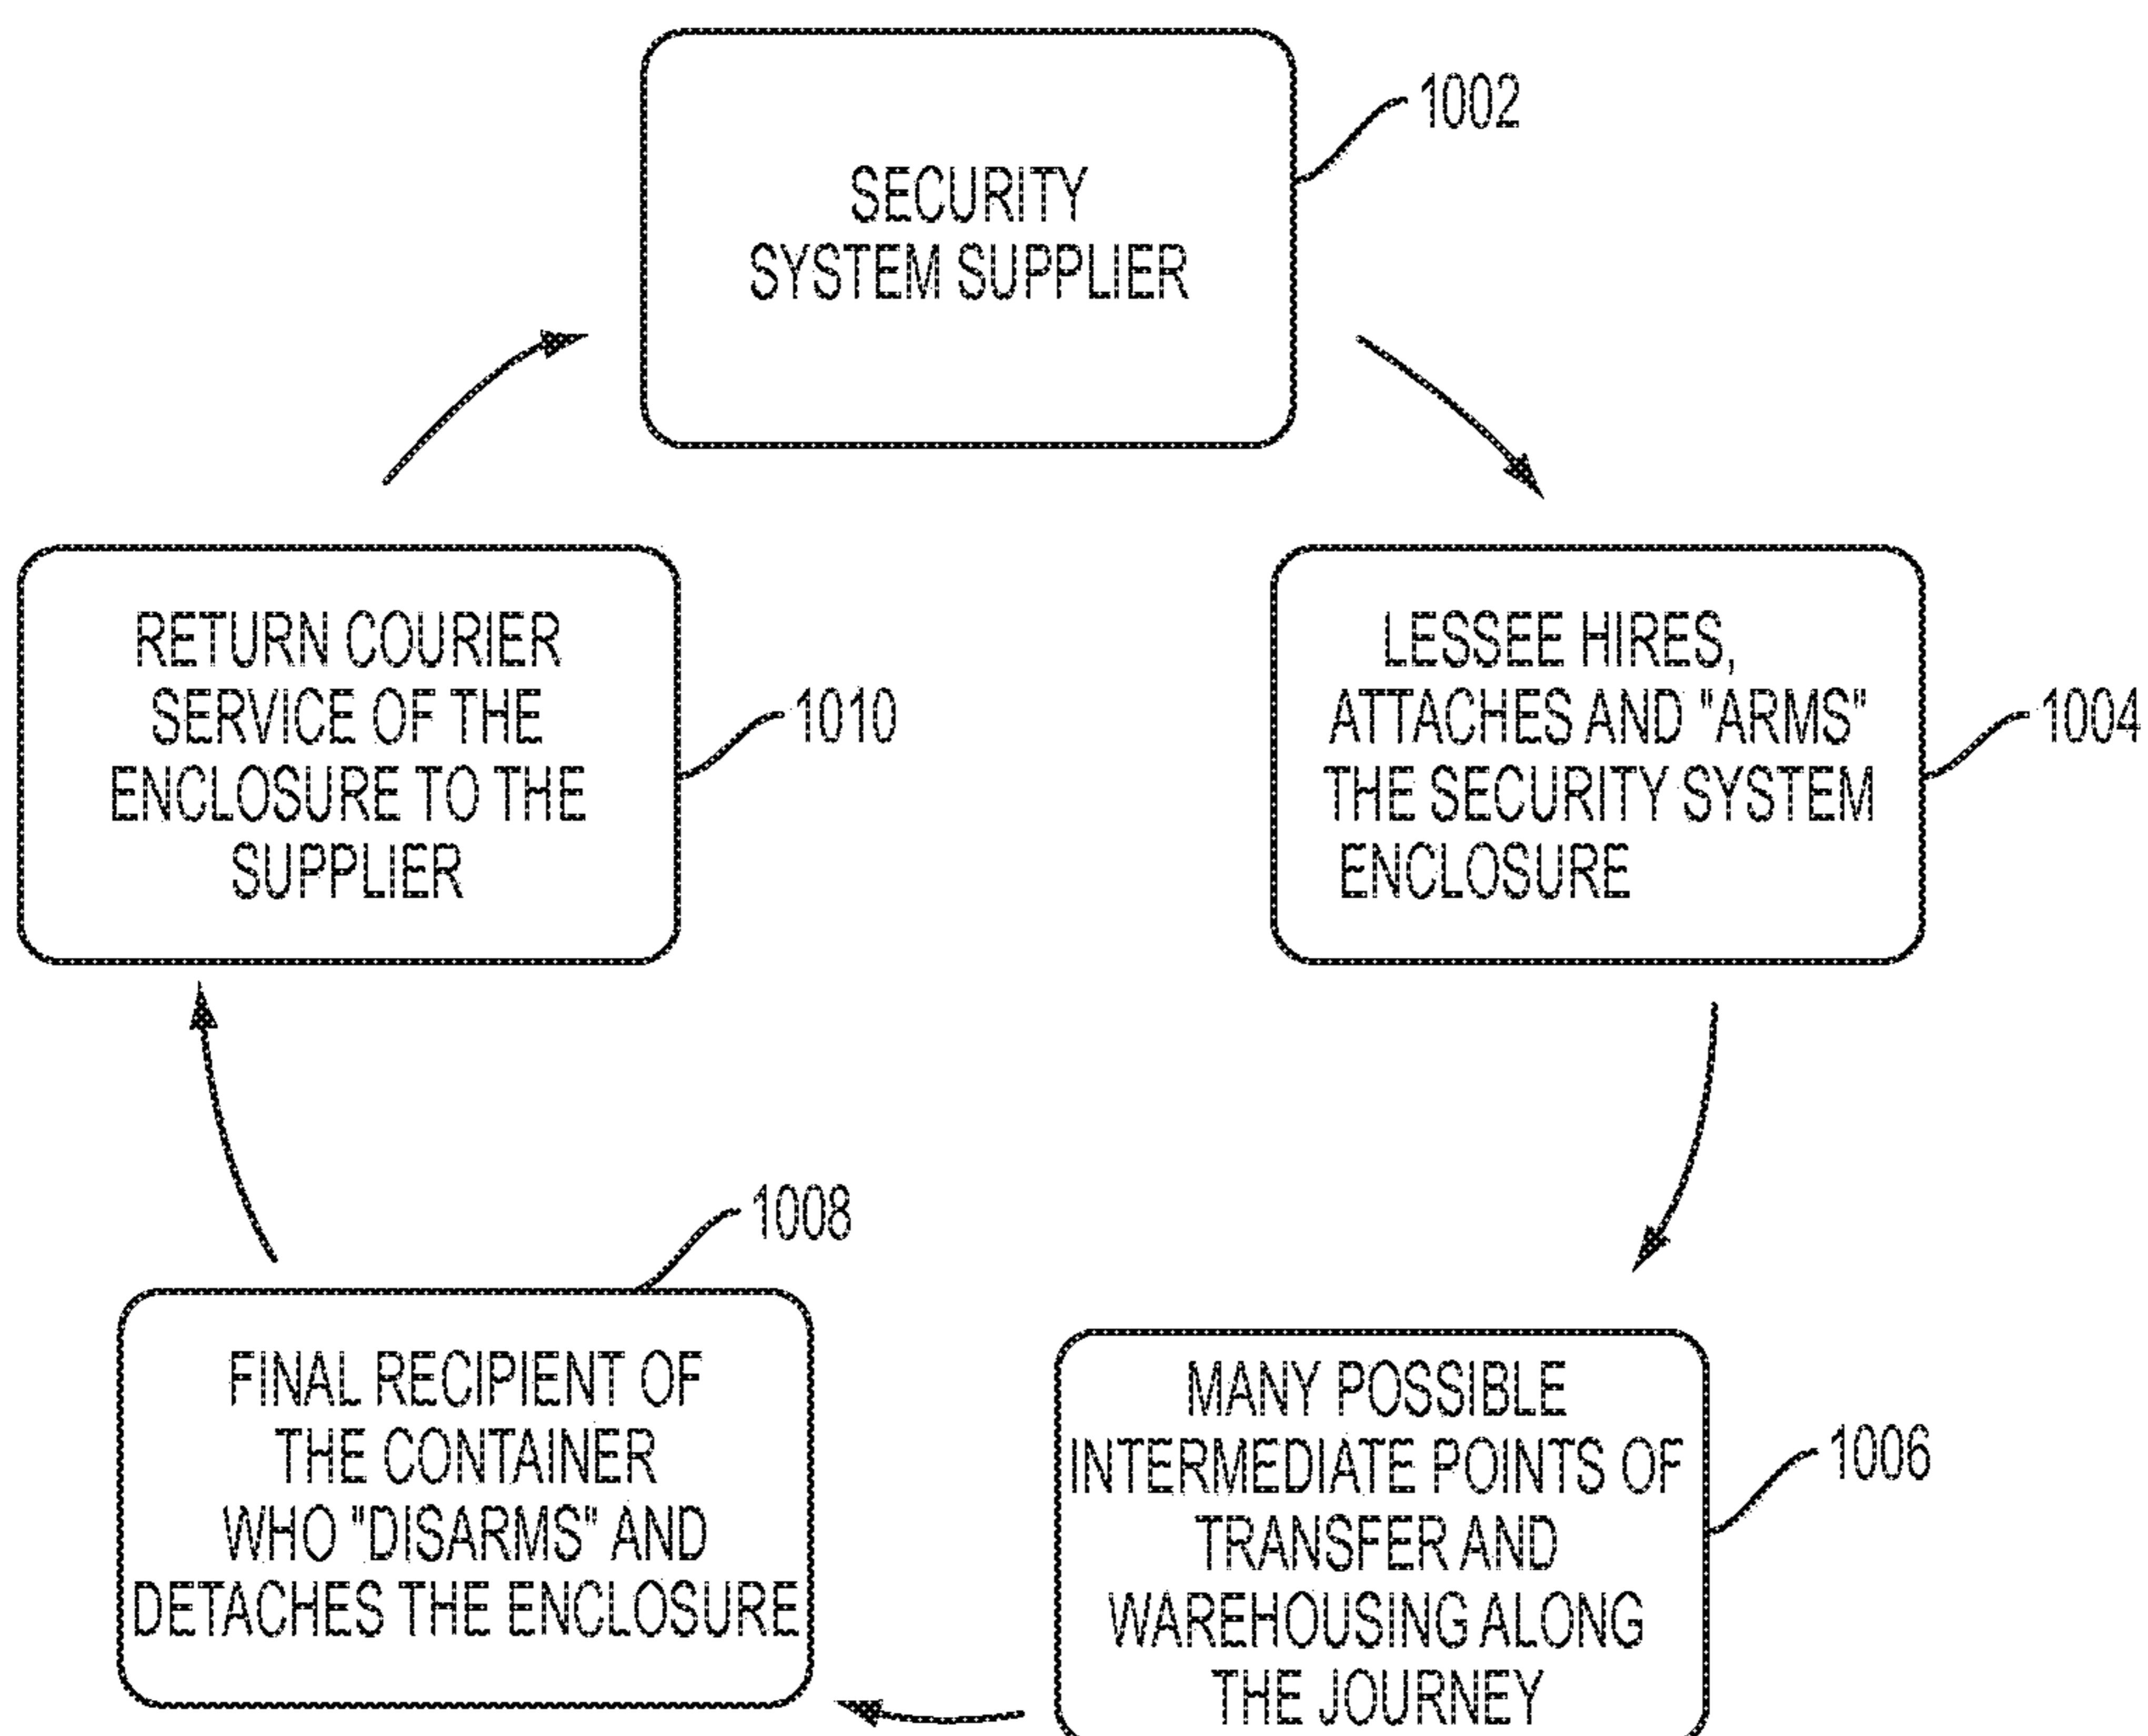 SECURITY
SYSTEM SUPPLIER
1002
LESSEE HIRES,
ATTACHES AND "ARMS"
THE SECURITY SYSTEM
ENCLOSURE
1004
MANY POSSIBLE
INTERMEDIATE POINTS OF
TRANSFER AND
WAREHOUSING ALONG
THE JOURNEY
1006
FINAL RECIPIENT OF
THE CONTAINER
WHO "DISARMS" AND
DETACHES THE ENCLOSURE
1008
RETURN COURIER
SERVICE OF THE
ENCLOSURE TO THE
SUPPLIER
1010